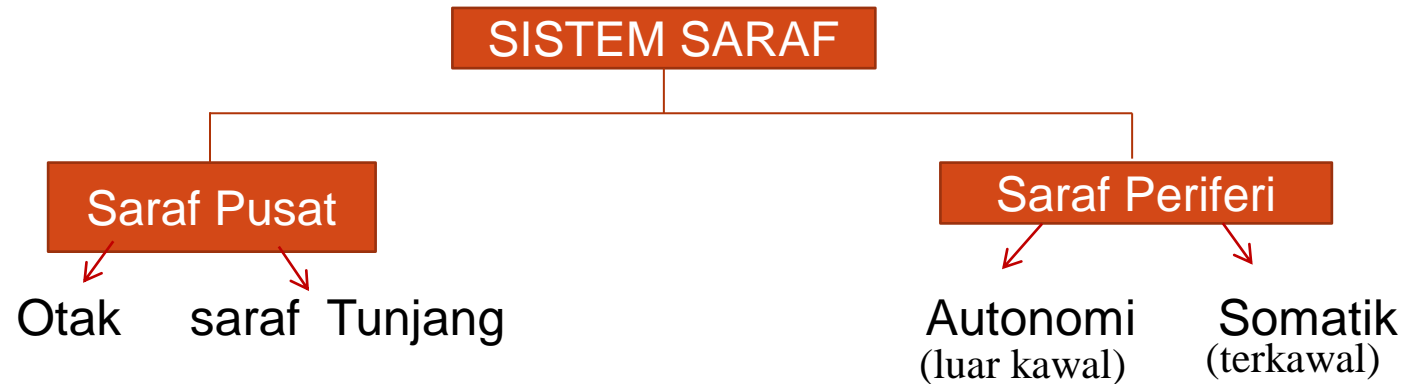 SISTEM SARAF
Saraf Pusat
Saraf Periferi
Otak saraf Tunjang
Autonomi Somatik
(luar kawal) (terkawal)